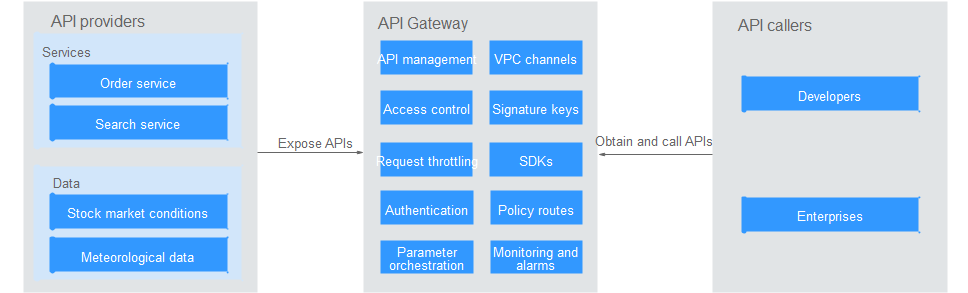 API providers
Services
Order service
Search service
Data
Stock market conditions
Meteorological data
Expose APIs
API Gateway
API management
VPC channels
Access control
Signature keys
Request throttling
SDKs
Authentication
Policy routes
Parameter
orchestration
Monitoring and
alarms
Obtain and call APIs
API callers
Developers
Enterprises